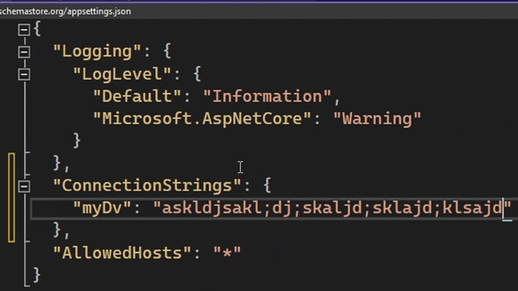 schemastore.org/appsettings.json
{
"Logging": {
"LogLevel": {
"Default": "Information",
"Microsoft.AspNetCore": "Warning"
}
},
"ConnectionStrings": {
"myDv": "askldjsakl;dj;skaljd;sklajd;klsajd"
},
"AllowedHosts": "*"
}